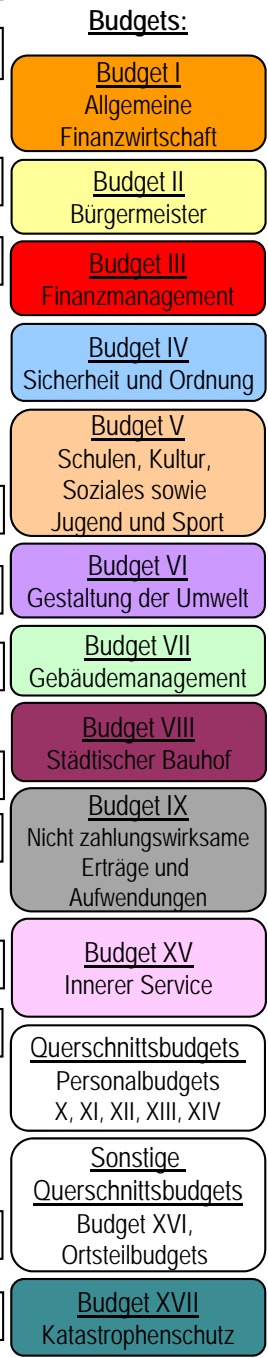 Budgets:
Budget I
Allgemeine
Finanzwirtschaft
Budget II
Bürgermeister
Budget III
Finanzmanagement
Budget IV
Sicherheit und Ordnung
Budget V
Schulen, Kultur,
Soziales sowie
Jugend und Sport
Budget VI
Gestaltung der Umwelt
Budget VII
Gebäudemanagement
Budget VIII
Städtischer Bauhof
Budget IX
Nicht zahlungswirksame
Erträge und
Aufwendungen
Budget XV
Innerer Service
Querschnittsbudgets
Personalbudgets
X, XI, XII, XIII, XIV
Sonstige
Querschnittsbudgets
Budget XVI,
Ortsteilbudgets
Budget XVII
Katastrophenschutz